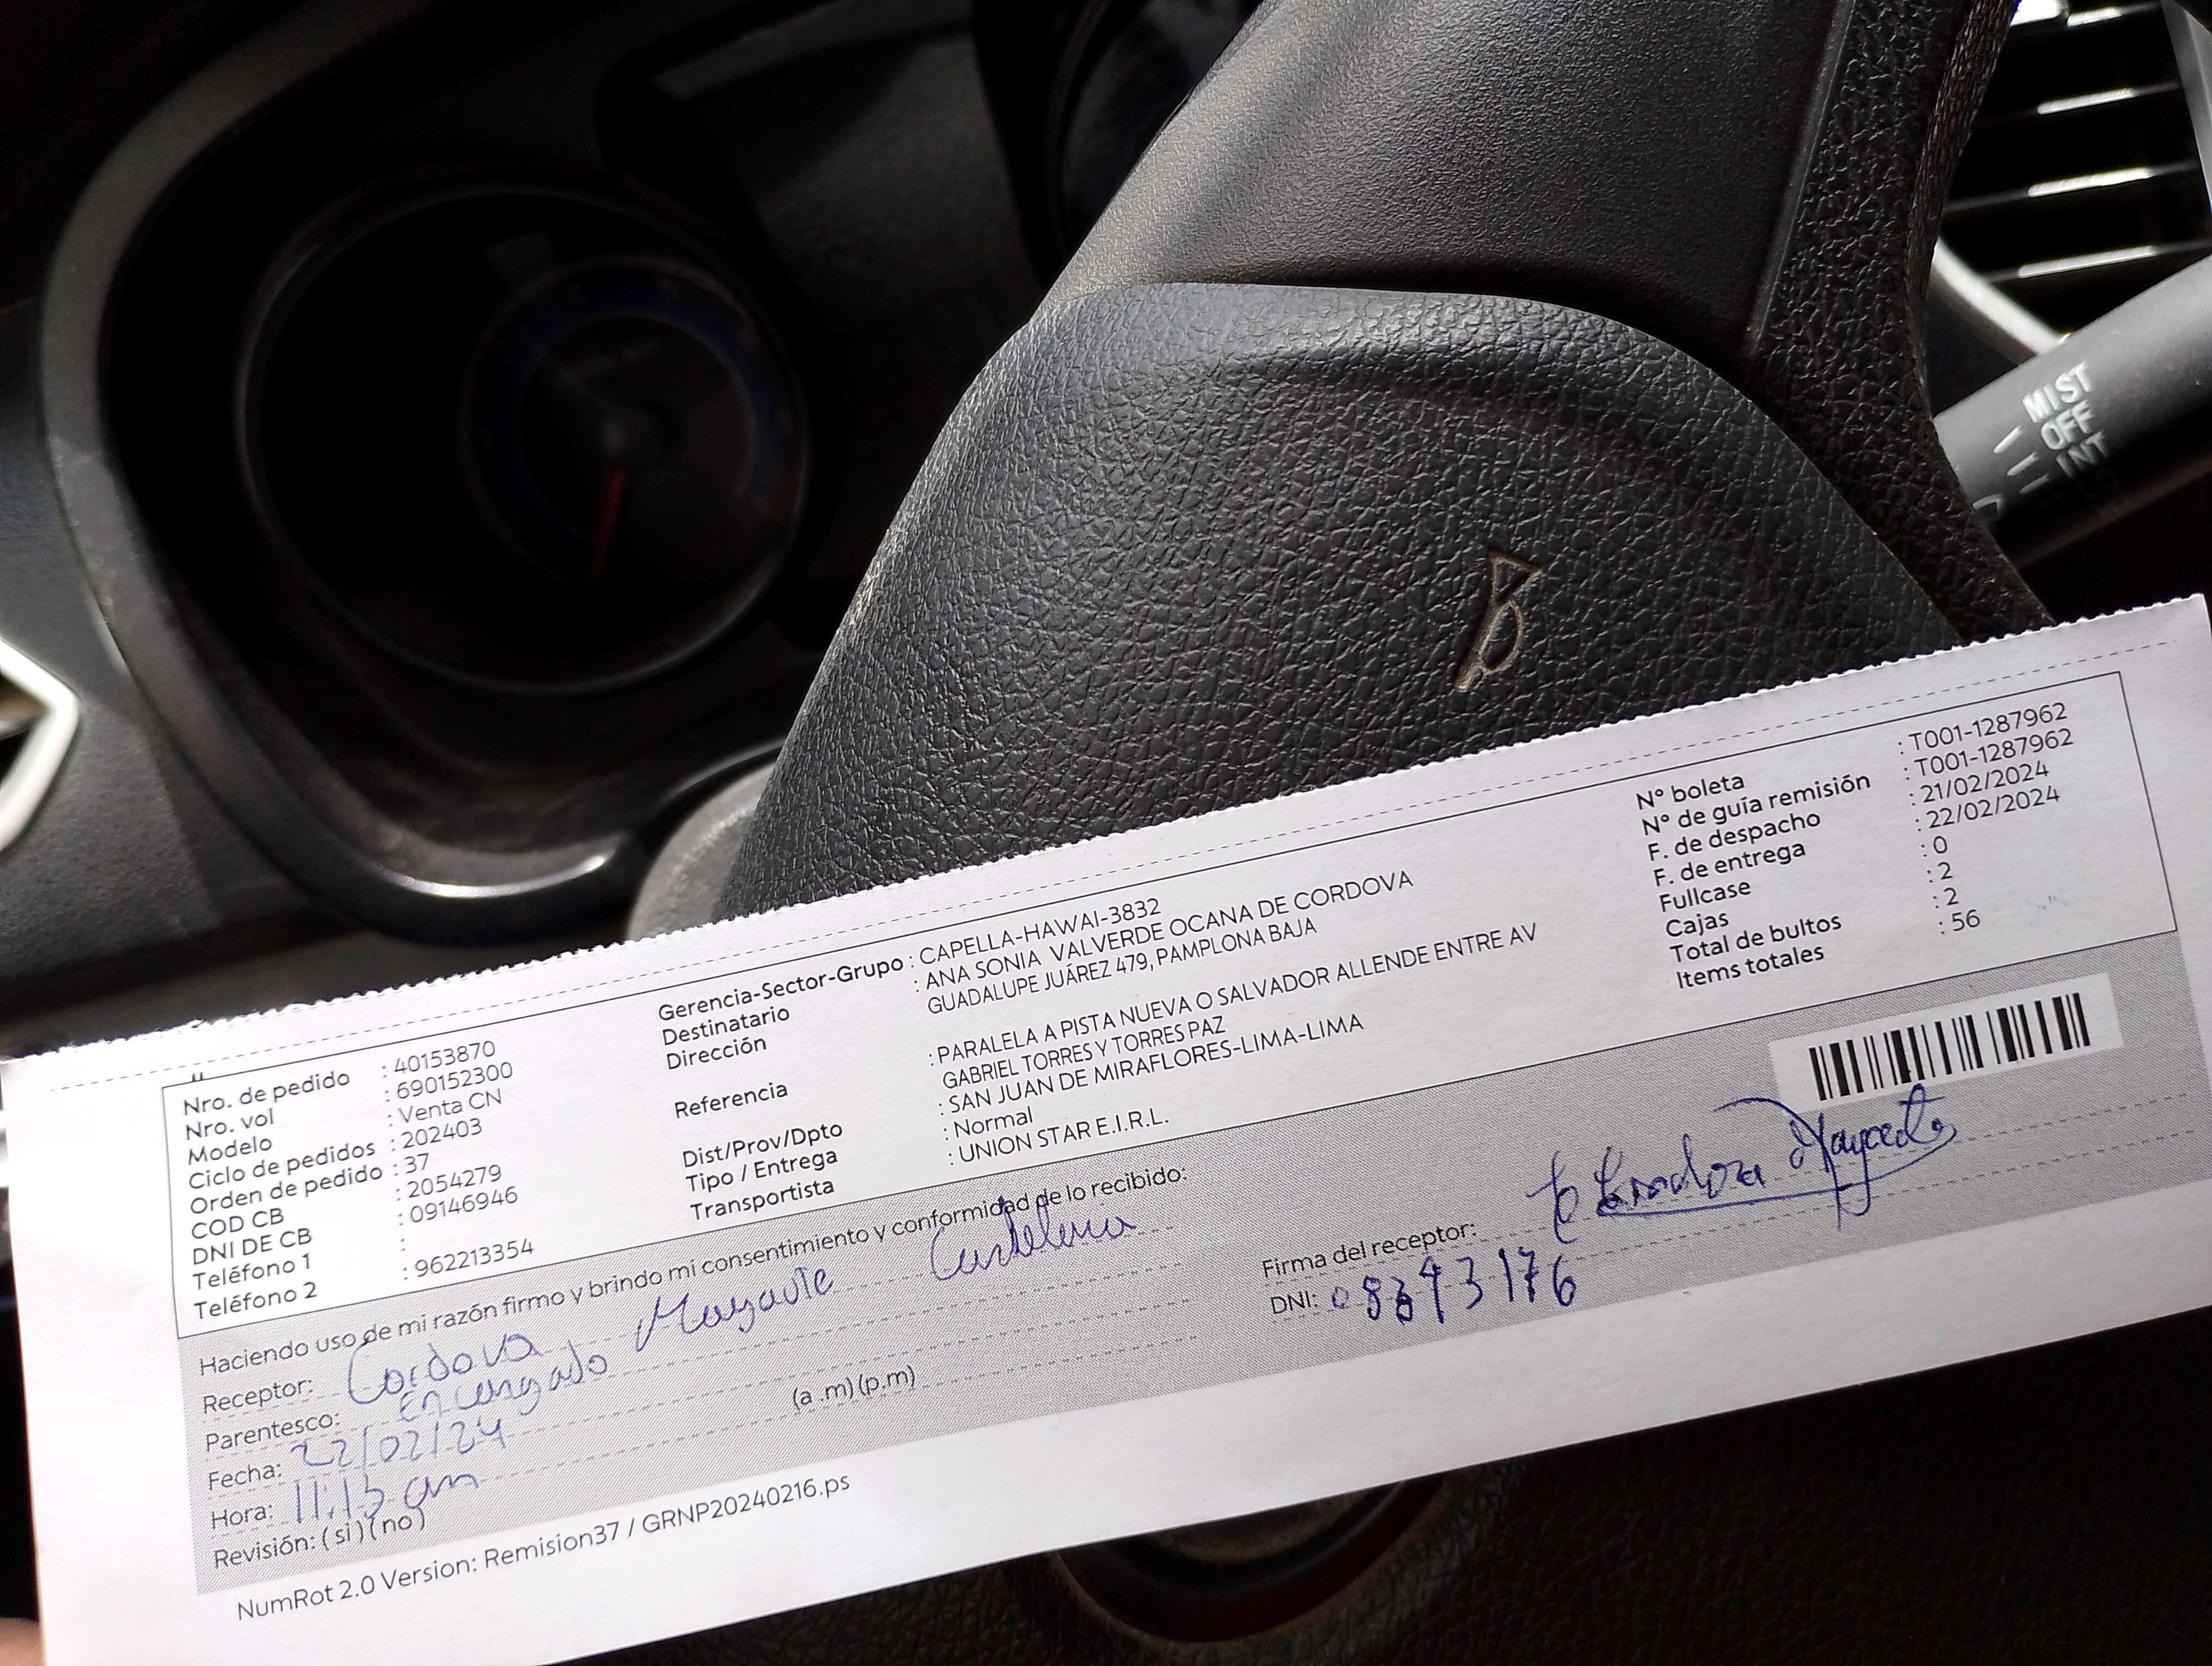 MIST
OFF
INT
Nro. de pedido : 40153870
Nro. vol : 690152300
Modelo : Venta CN
Ciclo de pedidos : 202403
Orden de pedido : 37
COD CB : 2054279
DNI DE CB : 09146946
Teléfono 1 :
Teléfono 2 : 962213354
Gerencia-Sector-Grupo : CAPELLA-HAWAI-3832
Destinatario : ANA SONIA VALVERDE OCANA DE CORDOVA
Dirección GUADALUPE JUÁREZ 479, PAMPLONA BAJA
Referencia : PARALELA A PISTA NUEVA O SALVADOR ALLENDE ENTRE AV
GABRIEL TORRES Y TORRES PAZ
Dist/Prov/Dpto : SAN JUAN DE MIRAFLORES-LIMA-LIMA
Tipo / Entrega : Normal
Transportista : UNION STAR E.I.R.L.
N° boleta : T001-1287962
N° de guía remisión : T001-1287962
F. de despacho : 21/02/2024
F. de entrega : 22/02/2024
Fullcase : 0
Cajas : 2
Total de bultos : 2
Items totales : 56
Haciendo uso de mi razón firmo y brindo mi consentimiento y conformidad de lo recibido:
Receptor: Cordova
Parentesco: Encargado
Fecha: 22/02/24
Hora: 11:13 am (a .m) (p.m)
Revisión: ( si ) ( no )
Firma del receptor:
DNI:
NumRot 2.0 Version: Remision37 / GRNP20240216.ps